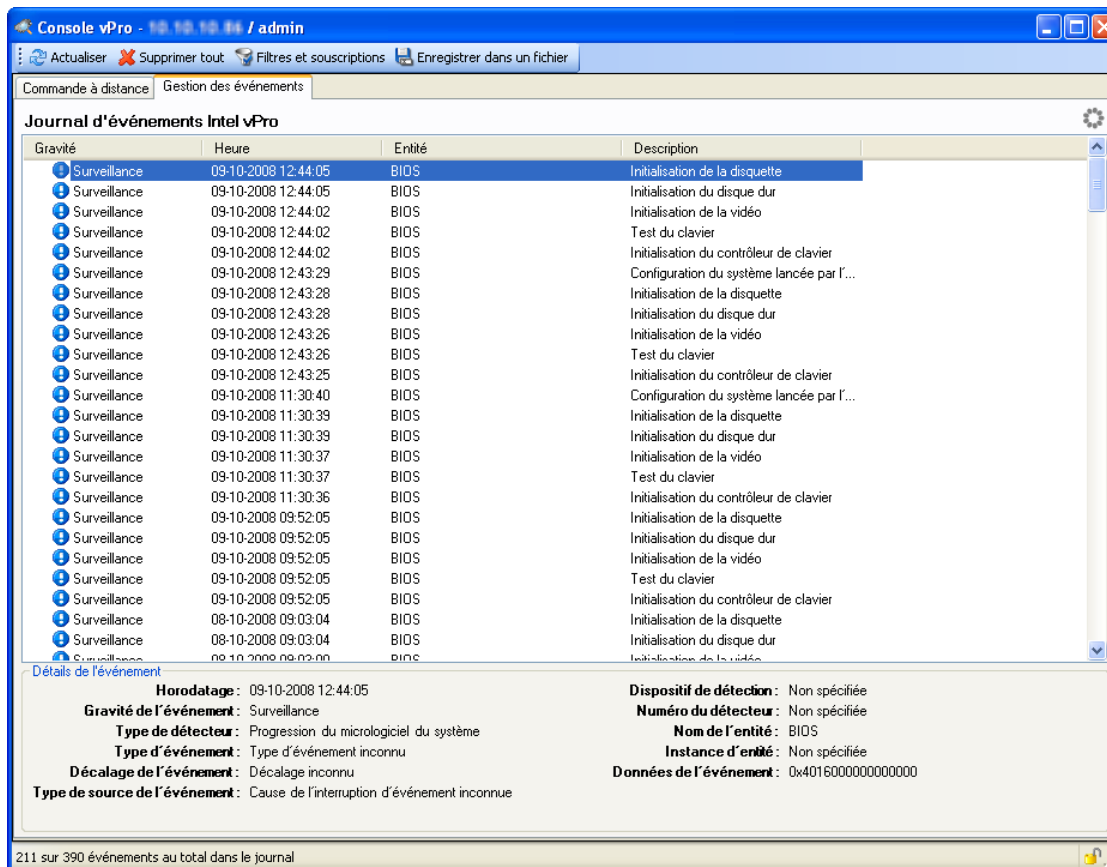 Console vPro - / admin
Actualiser Supprimer tout Filtres et souscriptions Enregistrer dans un fichier
Commande à distance Gestion des événements
Journal d'événements Intel vPro
Gravité Heure Entité Description
Surveillance 09-10-2008 12:44:05 BIOS Initialisation de la disquette
Surveillance 09-10-2008 12:44:05 BIOS Initialisation du disque dur
Surveillance 09-10-2008 12:44:02 BIOS Initialisation de la vidéo
Surveillance 09-10-2008 12:44:02 BIOS Test du clavier
Surveillance 09-10-2008 12:44:02 BIOS Initialisation du contrôleur de clavier
Surveillance 09-10-2008 12:43:29 BIOS Configuration du système lancée par l´...
Surveillance 09-10-2008 12:43:28 BIOS Initialisation de la disquette
Surveillance 09-10-2008 12:43:28 BIOS Initialisation du disque dur
Surveillance 09-10-2008 12:43:26 BIOS Initialisation de la vidéo
Surveillance 09-10-2008 12:43:26 BIOS Test du clavier
Surveillance 09-10-2008 12:43:25 BIOS Initialisation du contrôleur de clavier
Surveillance 09-10-2008 11:30:40 BIOS Configuration du système lancée par l´...
Surveillance 09-10-2008 11:30:39 BIOS Initialisation de la disquette
Surveillance 09-10-2008 11:30:39 BIOS Initialisation du disque dur
Surveillance 09-10-2008 11:30:37 BIOS Initialisation de la vidéo
Surveillance 09-10-2008 11:30:37 BIOS Test du clavier
Surveillance 09-10-2008 11:30:36 BIOS Initialisation du contrôleur de clavier
Surveillance 09-10-2008 09:52:05 BIOS Initialisation de la disquette
Surveillance 09-10-2008 09:52:05 BIOS Initialisation du disque dur
Surveillance 09-10-2008 09:52:05 BIOS Initialisation de la vidéo
Surveillance 09-10-2008 09:52:05 BIOS Test du clavier
Surveillance 09-10-2008 09:52:05 BIOS Initialisation du contrôleur de clavier
Surveillance 08-10-2008 09:03:04 BIOS Initialisation de la disquette
Surveillance 08-10-2008 09:03:04 BIOS Initialisation du disque dur
Surveillance 08-10-2008 09:03:00 BIOS Initialisation de la vidéo
Détails de l'événement
Horodatage : 09-10-2008 12:44:05 Dispositif de détection : Non spécifiée
Gravité de l´événement : Surveillance Numéro du détecteur : Non spécifiée
Type de détecteur : Progression du micrologiciel du système Nom de l´entité : BIOS
Type d´événement : Type d´événement inconnu Instance d´entité : Non spécifiée
Décalage de l´événement : Décalage inconnu Données de l´événement : 0x4016000000000000
Type de source de l´événement : Cause de l´interruption d´événement inconnue
211 sur 390 événements au total dans le journal